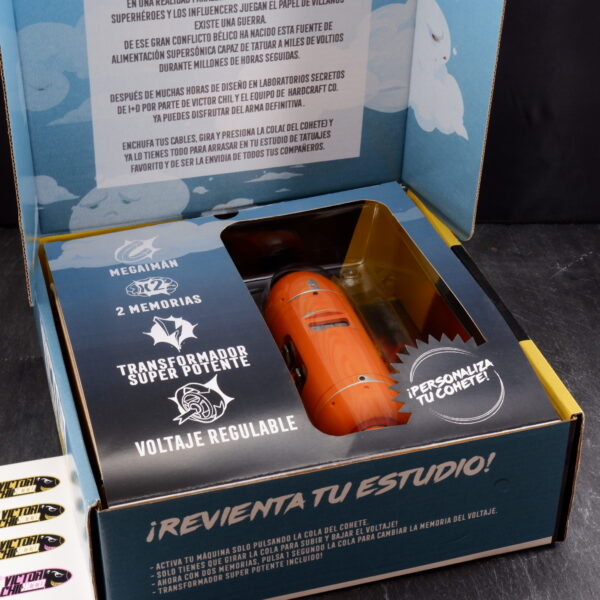 EN UNA REALIDAD
SUPERHÉROES Y LOS INFLUENCERS JUEGAN EL PAPEL DE VILLANOS
EXISTE UNA GUERRA.
DE ESE GRAN CONFLICTO BÉLICO HA NACIDO ESTA FUENTE DE
ALIMENTACIÓN SUPERSÓNICA CAPAZ DE TATUAR A MILES DE VOLTIOS
DURANTE MILLONES DE HORAS SEGUIDAS.
DESPUÉS DE MUCHAS HORAS DE DISEÑO EN LABORATORIOS SECRETOS
DE I+D POR PARTE DE VICTOR CHIL Y EL EQUIPO DE HARDCRAFT CO.
YA PUEDES DISFRUTAR DEL ARMA DEFINITIVA.
ENCHUFA TUS CABLES, GIRA Y PRESIONA LA COLA( DEL COHETE) Y
YA LO TIENES TODO PARA ARRASAR EN TU ESTUDIO DE TATUAJES
FAVORITO Y DE SER LA ENVIDIA DE TODOS TUS COMPAÑEROS.
MEGAIMÁN
X2
2 MEMORIAS
TRANSFORMADOR
SUPER POTENTE
VOLTAJE REGULABLE
¡PERSONALIZA
TU COHETE!
¡REVIENTA TU ESTUDIO!
- ACTIVA TU MÁQUINA SOLO PULSANDO LA COLA DEL COHETE.
- SOLO TIENES QUE GIRAR LA COLA PARA SUBIR Y BAJAR EL VOLTAJE!
- AHORA CON DOS MEMORIAS, PULSA 1 SEGUNDO LA COLA PARA CAMBIAR LA MEMORIA DEL VOLTAJE.
- TRANSFORMADOR SUPER POTENTE INCLUIDO!
VICTOR
CHIL
VICTOR
CHIL
VICTOR
CHIL
VICTOR
CHIL